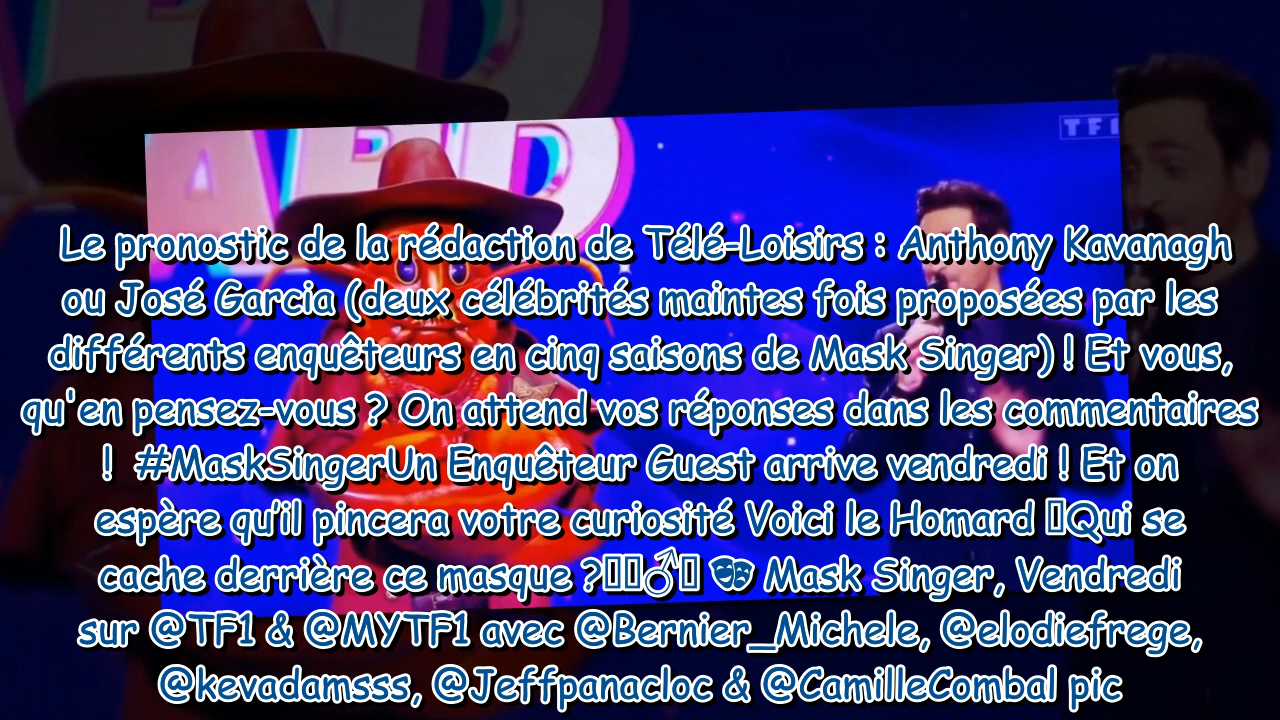 TF1
Le pronostic de la rédaction de Télé-Loisirs : Anthony Kavanagh
ou José Garcia (deux célébrités maintes fois proposées par les
différents enquêteurs en cinq saisons de Mask Singer) ! Et vous,
qu'en pensez-vous ? On attend vos réponses dans les commentaires
! #MaskSingerUn Enquêteur Guest arrive vendredi ! Et on
espère qu’il pincera votre curiosité Voici le Homard Qui se
cache derrière ce masque ?♂ 🎭 Mask Singer, Vendredi
sur @TF1 & @MYTF1 avec @Bernier_Michele, @elodiefrege,
@kevadamsss, @Jeffpanacloc & @CamilleCombal pic